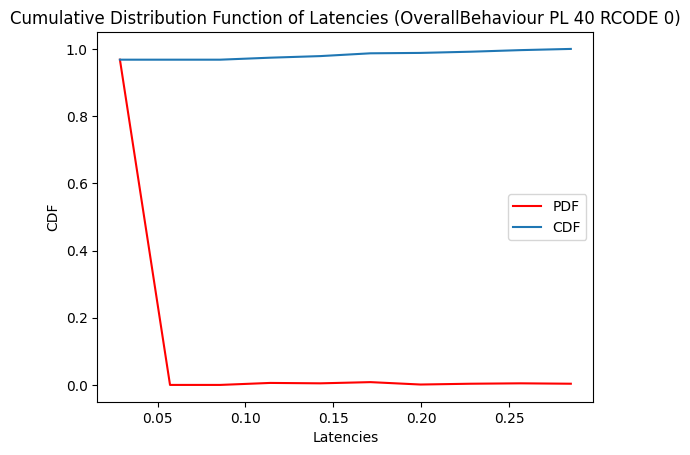 Cumulative Distribution Function of Latencies (OverallBehaviour PL 40 RCODE 0)
1.0
0.8
0.6
0.4
0.2
0.0
CDF
PDF
CDF
0.05 0.10 0.15 0.20 0.25
Latencies